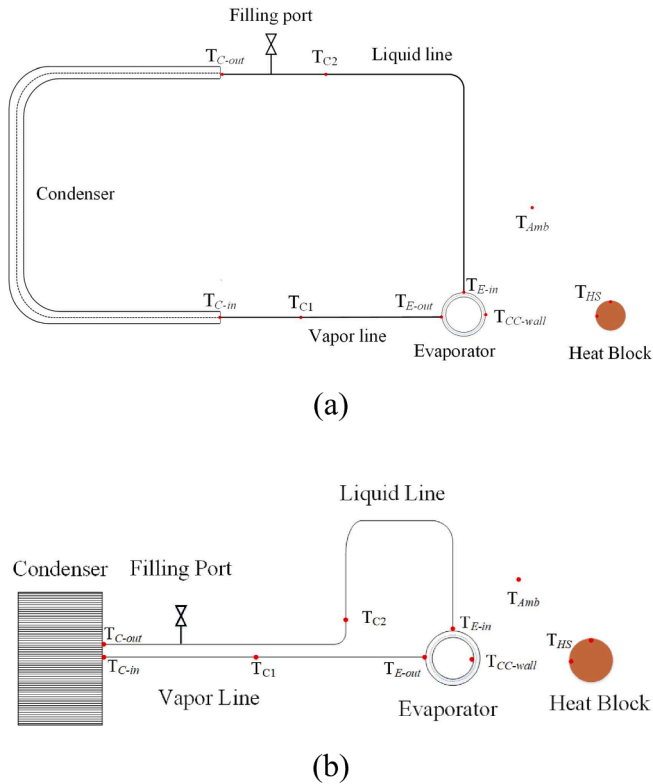 Filling port
T_C-out
T_C2
Liquid line
Condenser
T_Amb
T_E-in
T_C-in
T_C1
T_E-out
T_CC-wall
T_HS
Vapor line
Evaporator
Heat Block
(a)
Liquid Line
Condenser
Filling Port
T_C2
T_Amb
T_C-out
T_E-in
T_HS
T_C-in
T_C1
T_E-out
T_CC-wall
Vapor Line
Evaporator
Heat Block
(b)